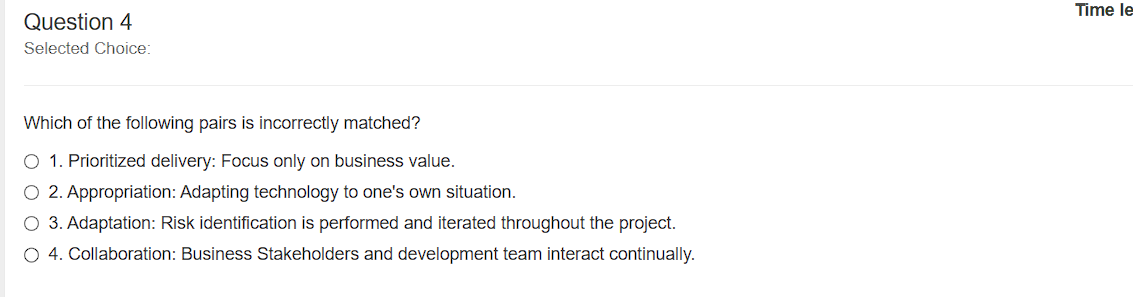 Question 4
Time le
Selected Choice:
Which of the following pairs is incorrectly matched?
1. Prioritized delivery: Focus only on business value.
2. Appropriation: Adapting technology to one's own situation.
3. Adaptation: Risk identification is performed and iterated throughout the project.
4. Collaboration: Business Stakeholders and development team interact continually.